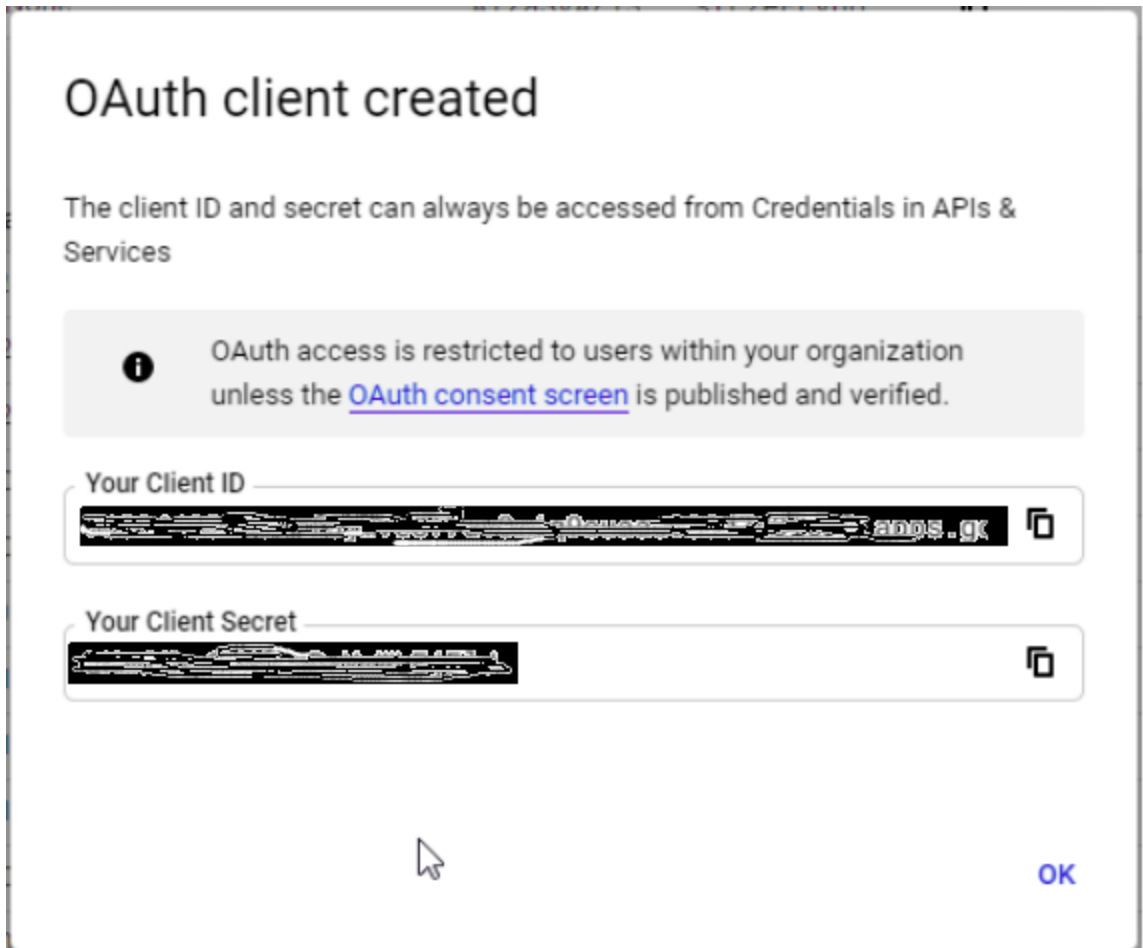 OAuth client created
The client ID and secret can always be accessed from Credentials in APIs &
Services
OAuth access is restricted to users within your organization
unless the OAuth consent screen is published and verified.
Your Client ID
apps.gc
Your Client Secret
OK